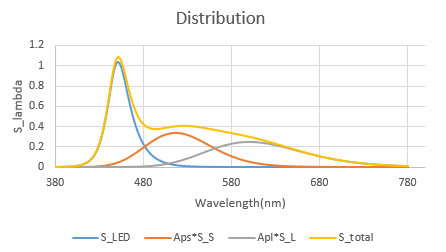 Distribution
1.2
1
0.8
0.6
0.4
0.2
0
S_lambda
380 480 580 680 780
Wavelength(nm)
S_LED Aps*S_S Apl*S_L S_total